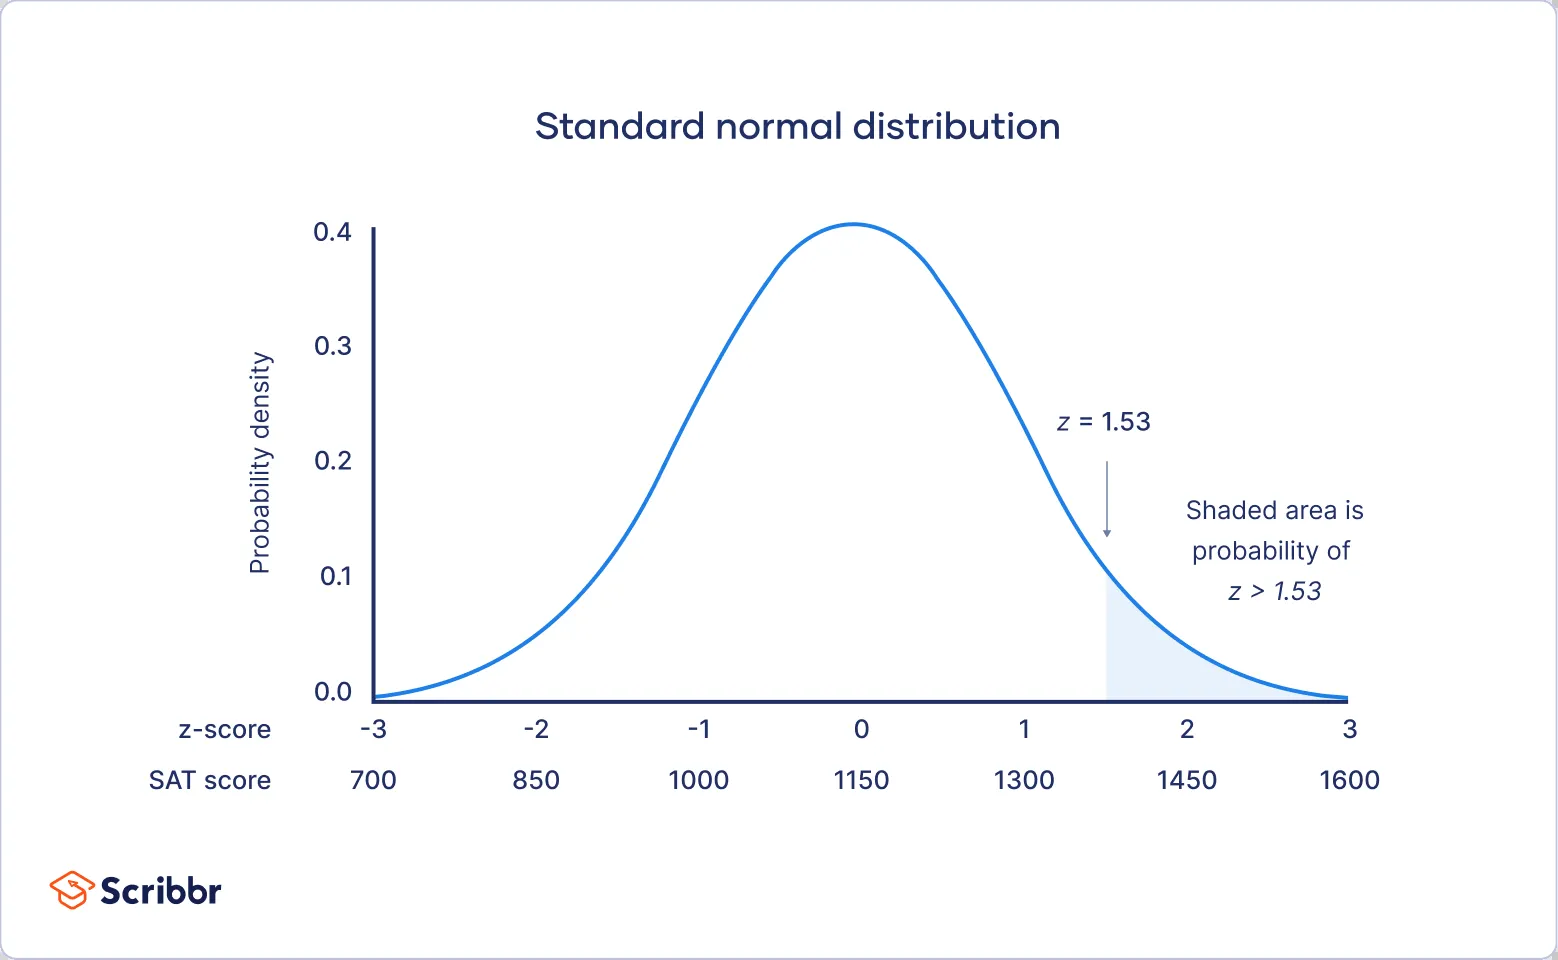 Standard normal distribution
Probability density
0.4
0.3
0.2
0.1
0.0
z = 1.53
Shaded area is
probability of
z > 1.53
z-score -3 -2 -1 0 1 2 3
SAT score 700 850 1000 1150 1300 1450 1600
Scribbr